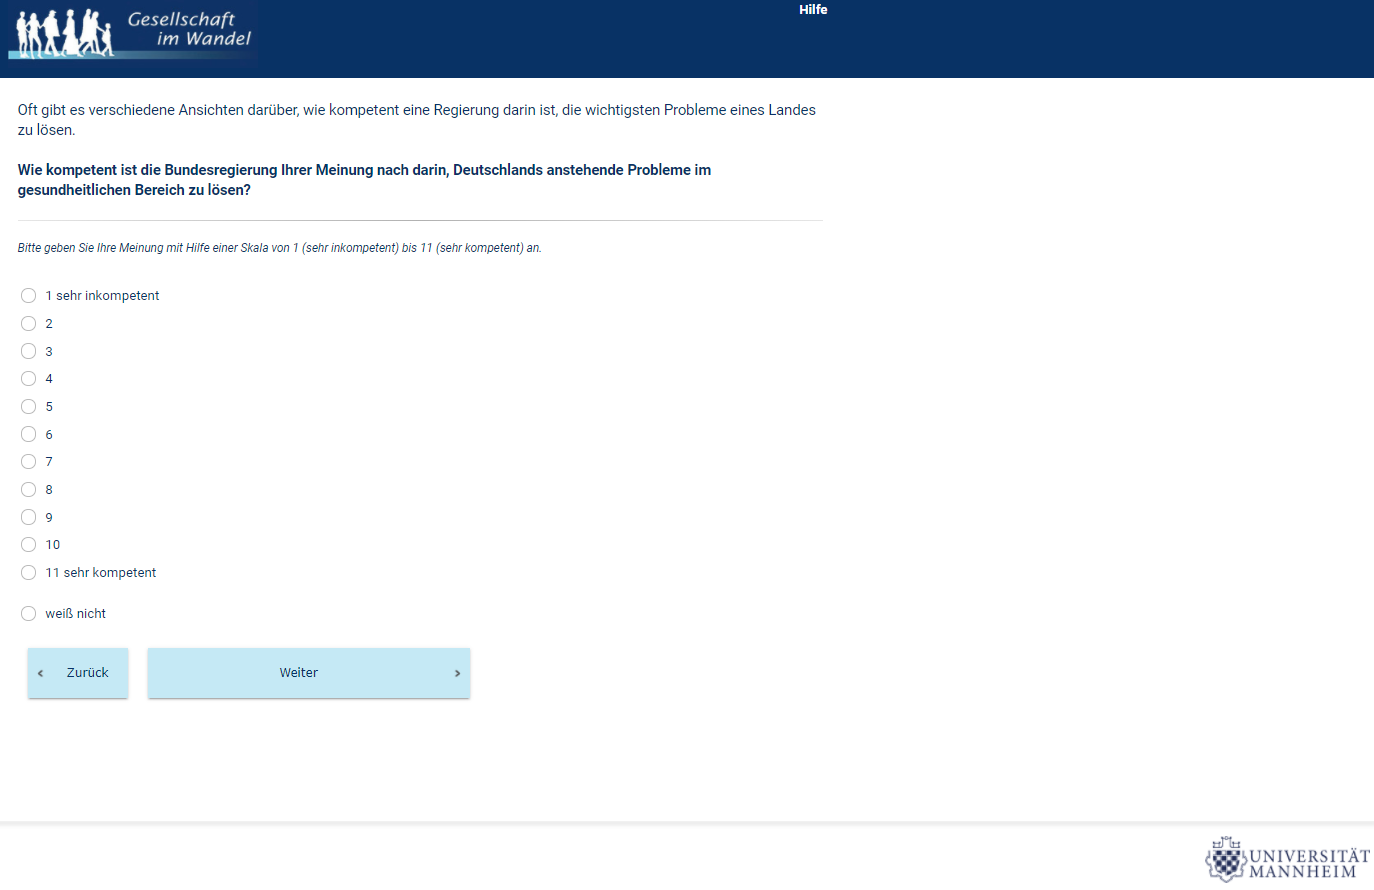 Gesellschaft
im Wandel
Hilfe
Oft gibt es verschiedene Ansichten darüber, wie kompetent eine Regierung darin ist, die wichtigsten Probleme eines Landes
zu lösen.
Wie kompetent ist die Bundesregierung Ihrer Meinung nach darin, Deutschlands anstehende Probleme im
gesundheitlichen Bereich zu lösen?
Bitte geben Sie Ihre Meinung mit Hilfe einer Skala von 1 (sehr inkompetent) bis 11 (sehr kompetent) an.
1 sehr inkompetent
2
3
4
5
6
7
8
9
10
11 sehr kompetent
weiß nicht
Zurück
Weiter
UNIVERSITÄT
MANNHEIM